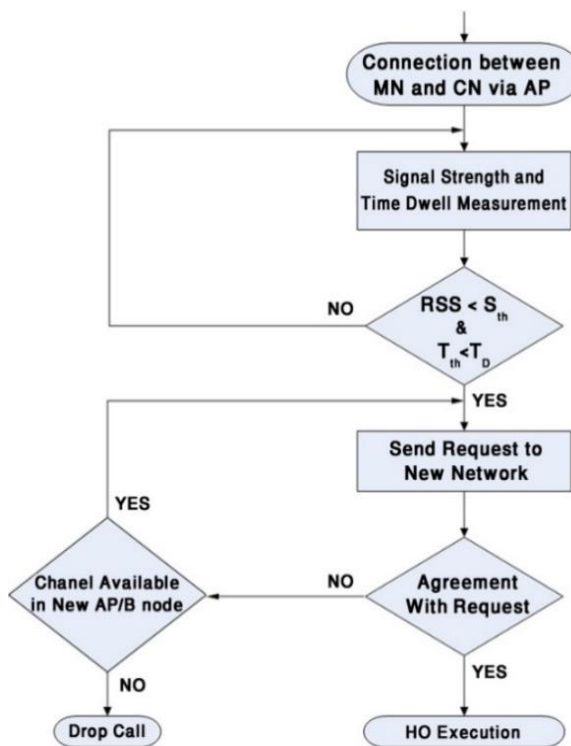 Connection between
MN and CN via AP
Signal Strength and
Time Dwell Measurement
NO
RSS < Sth
&
Tth<TD
YES
Send Request to
New Network
YES
Chanel Available
in New AP/B node
NO
Agreement
With Request
NO
YES
Drop Call
HO Execution